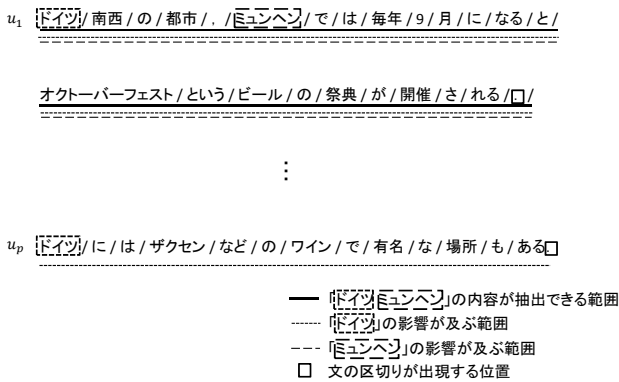 u₁ ドイツ/ 南西 / の / 都市 / , /ミュンヘン/ で / は / 毎年 / 9 / 月 / に / なる / と /
オクトーバーフェスト / という / ビール / の / 祭典 / が / 開催 / さ / れる /. /
⋮
uₚ ドイツ/ に / は / ザクセン / など / の / ワイン / で / 有名 / な / 場所 / も / ある.
「ドイツ ミュンヘン」の内容が抽出できる範囲
「ドイツ」の影響が及ぶ範囲
「ミュンヘン」の影響が及ぶ範囲
文の区切りが出現する位置